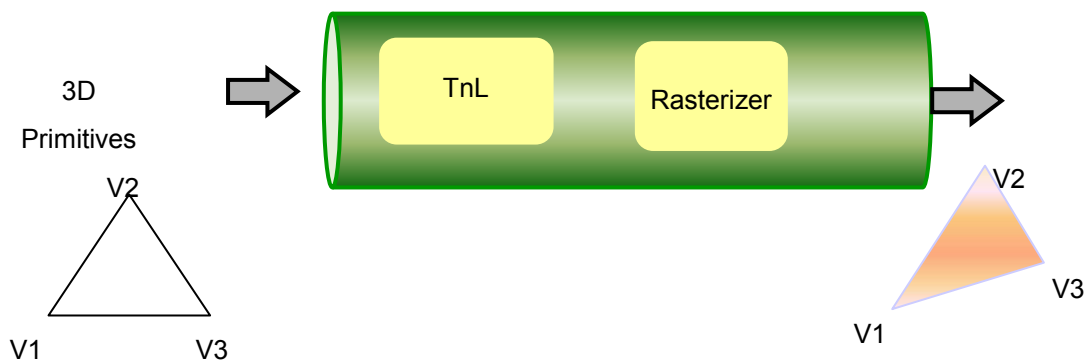 3D
Primitives
V2
V1
V3
TnL
Rasterizer
V2
V3
V1